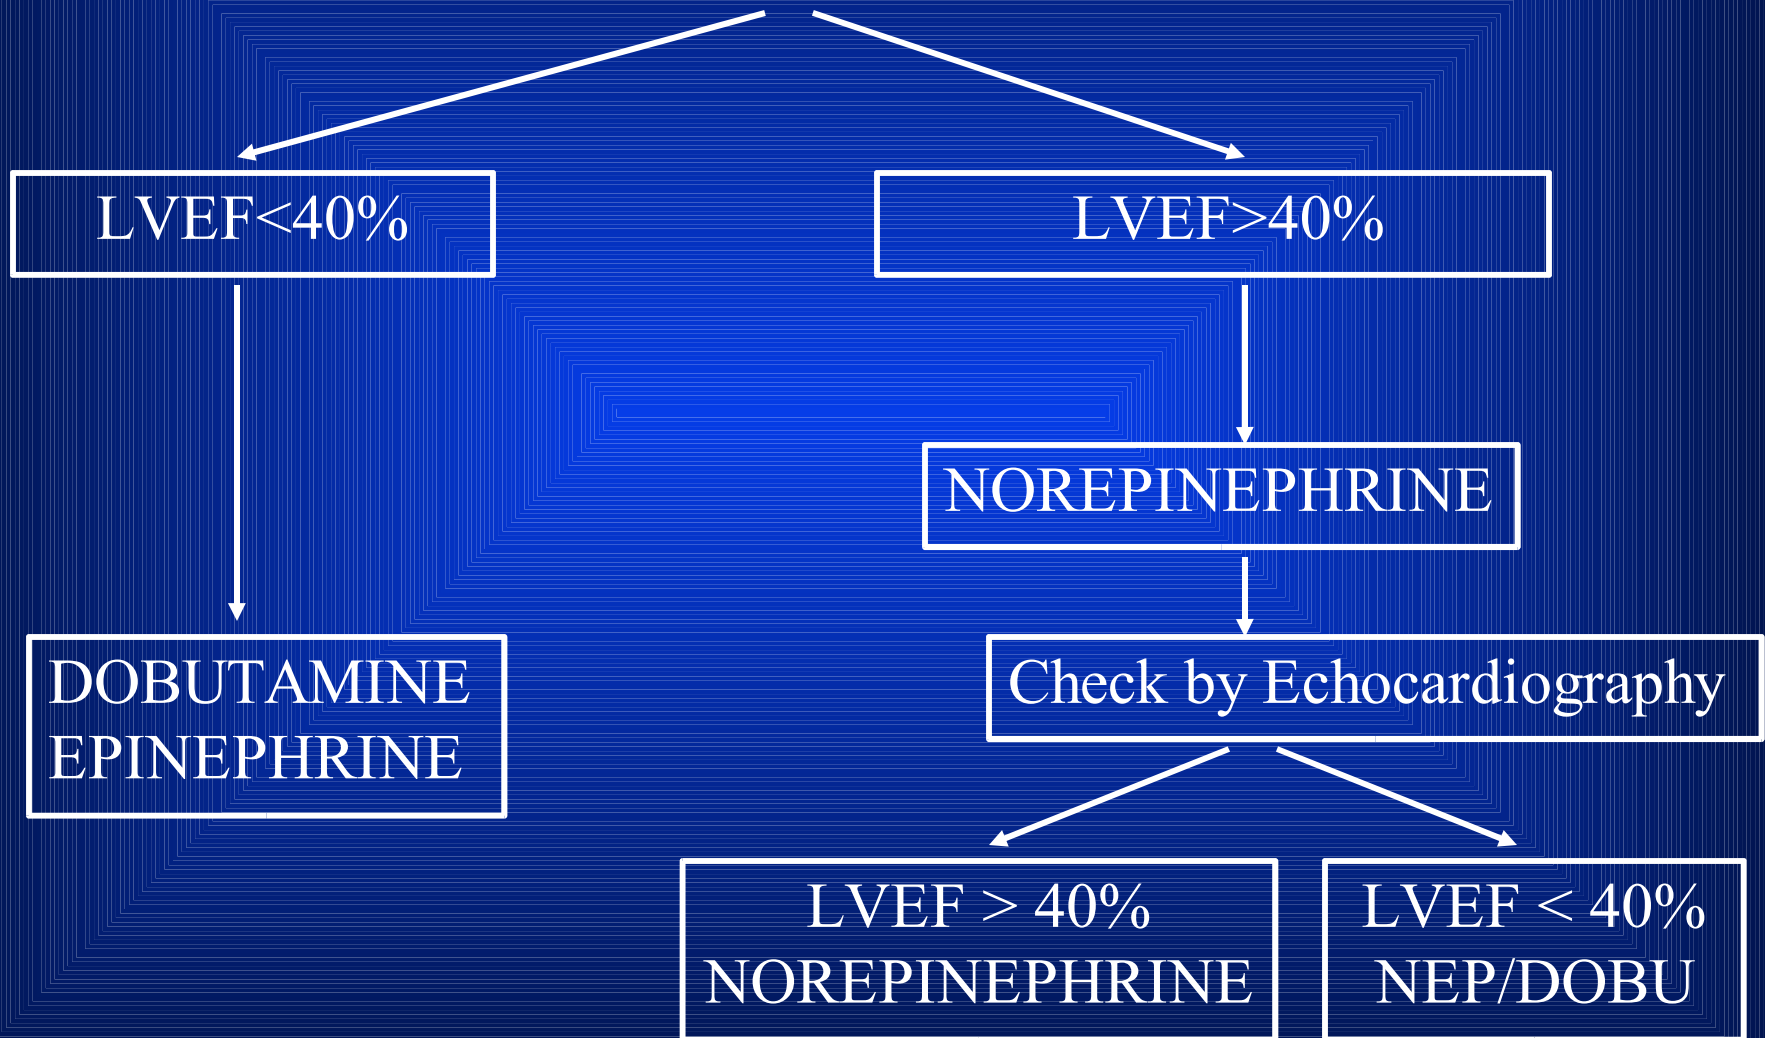 LVEF<40%
LVEF>40%
NOREPINEPHRINE
DOBUTAMINE
EPINEPHRINE
Check by Echocardiography
LVEF > 40%
NOREPINEPHRINE
LVEF < 40%
NEP/DOBU